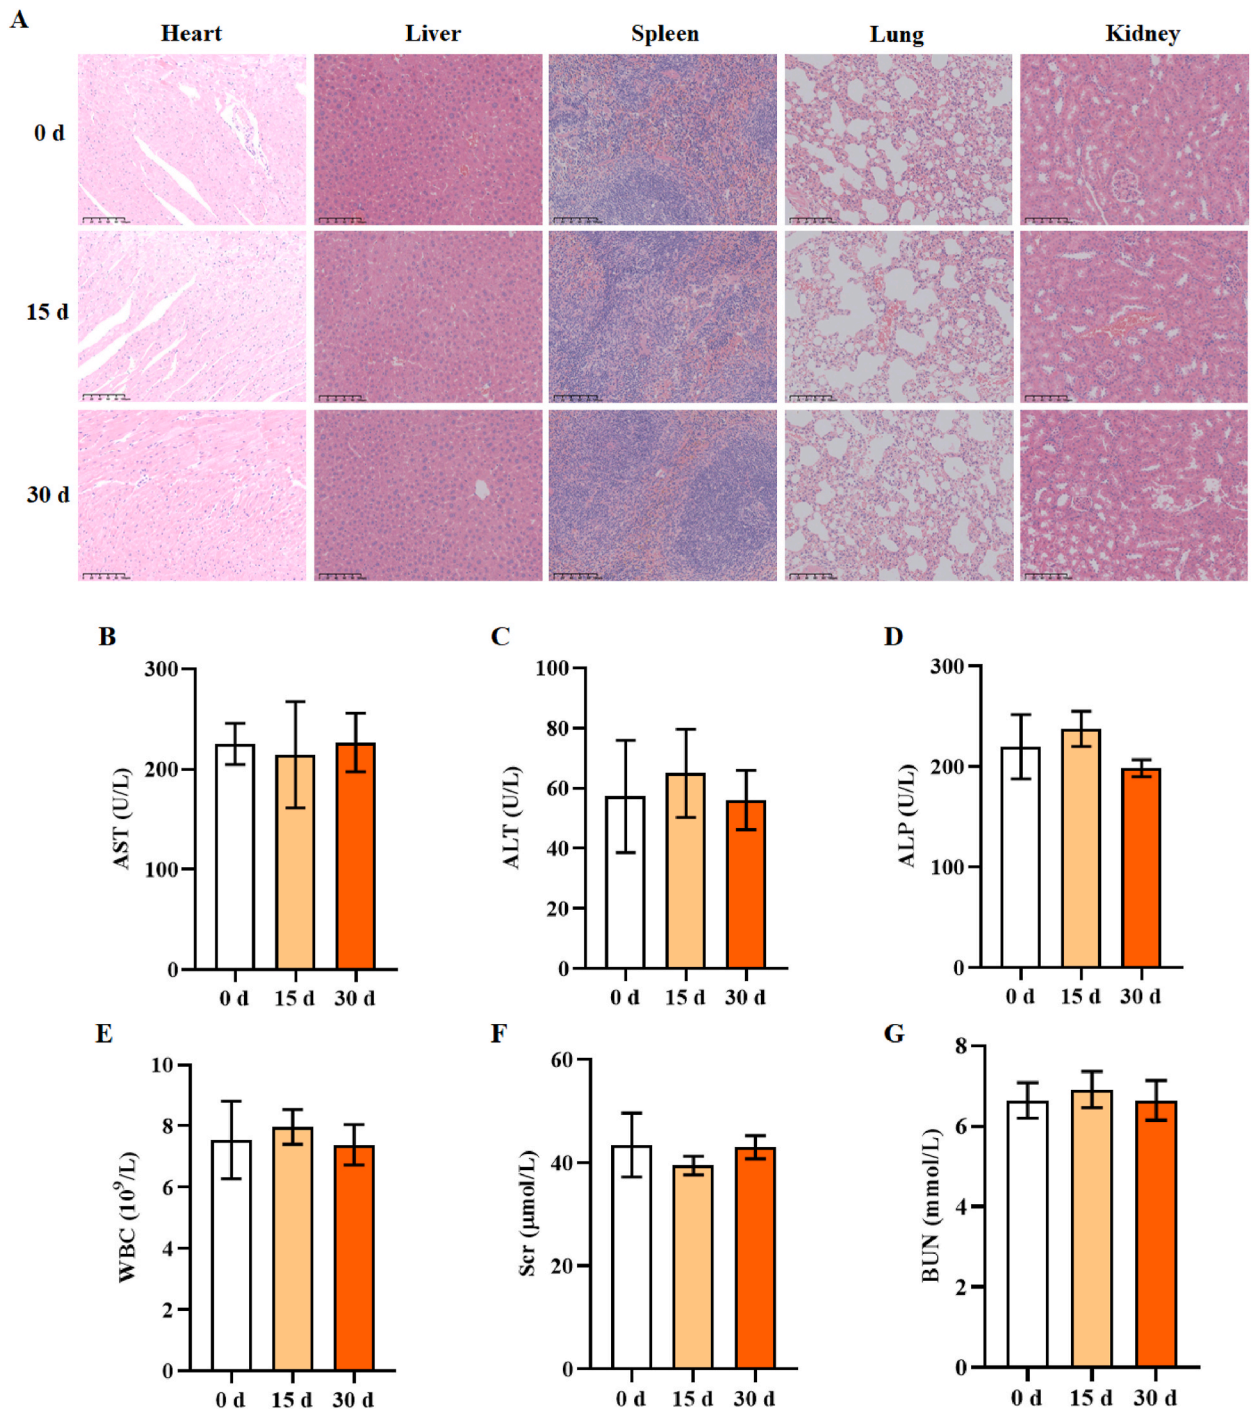 A
Heart Liver Spleen Lung Kidney
0 d
15 d
30 d
B
AST (U/L)
300
200
100
0
0 d 15 d 30 d
C
ALT (U/L)
100
80
60
40
20
0
0 d 15 d 30 d
D
ALP (U/L)
300
200
100
0
0 d 15 d 30 d
E
WBC (10⁹/L)
10
8
6
4
2
0
0 d 15 d 30 d
F
Scr (μmol/L)
60
40
20
0
0 d 15 d 30 d
G
BUN (mmol/L)
8
6
4
2
0
0 d 15 d 30 d